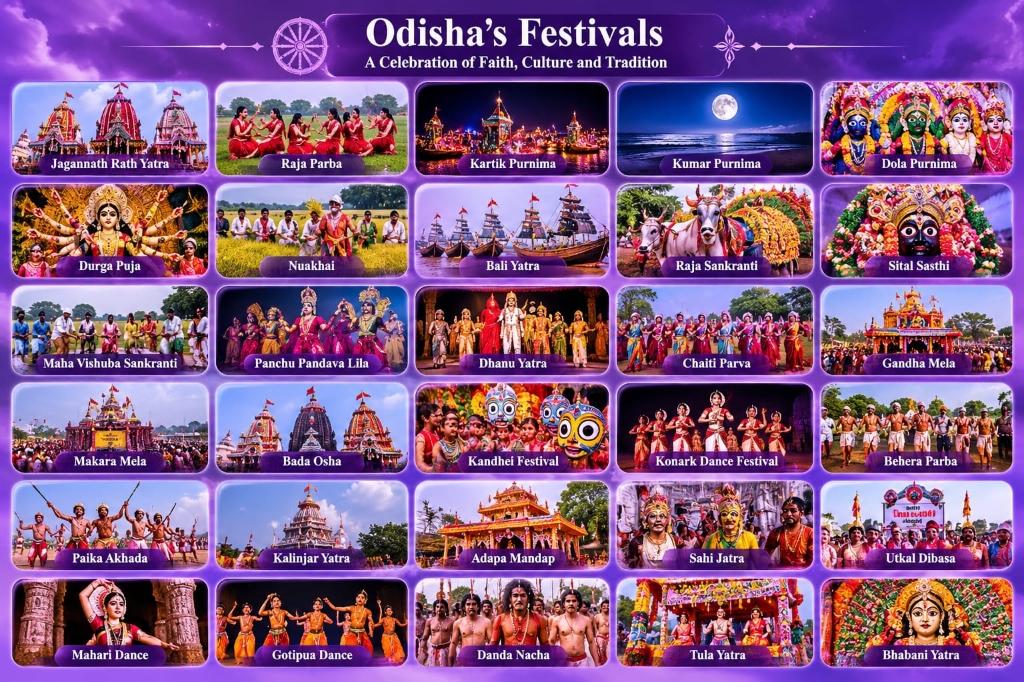 Odisha's Festivals
A Celebration of Faith, Culture and Tradition
Jagannath Rath Yatra
Raja Parba
Kartik Purnima
Kumar Purnima
Dola Purnima
Durga Puja
Nuakhai
Bali Yatra
Raja Sankranti
Sital Sasthi
Maha Vishuba Sankranti
Panchu Pandava Lila
Dhanu Yatra
Chaiti Parva
Gandha Mela
Makara Mela
Bada Osha
Kandhei Festival
Konark Dance Festival
Behera Parba
Paika Akhada
Kalinjar Yatra
Adapa Mandap
Sahi Jatra
Utkal Dibasa
Mahari Dance
Gotipua Dance
Danda Nacha
Tula Yatra
Bhabani Yatra